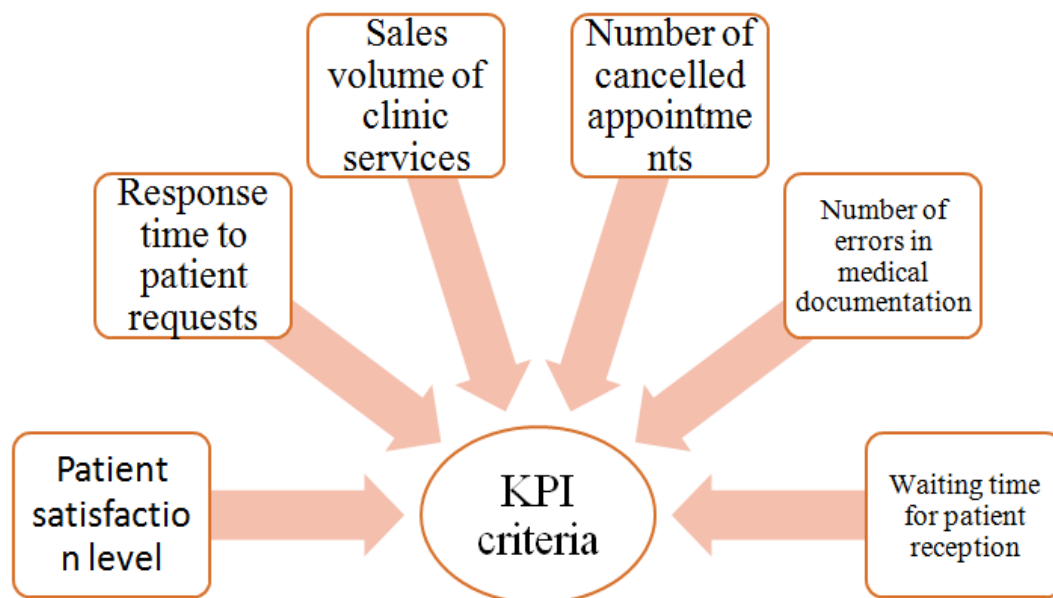 Sales
volume of
clinic
services
Number of
cancelled
appointme
nts
Response
time to
patient
requests
Number of
errors in
medical
documentation
Patient
satisfactio
n level
KPI
criteria
Waiting time
for patient
reception